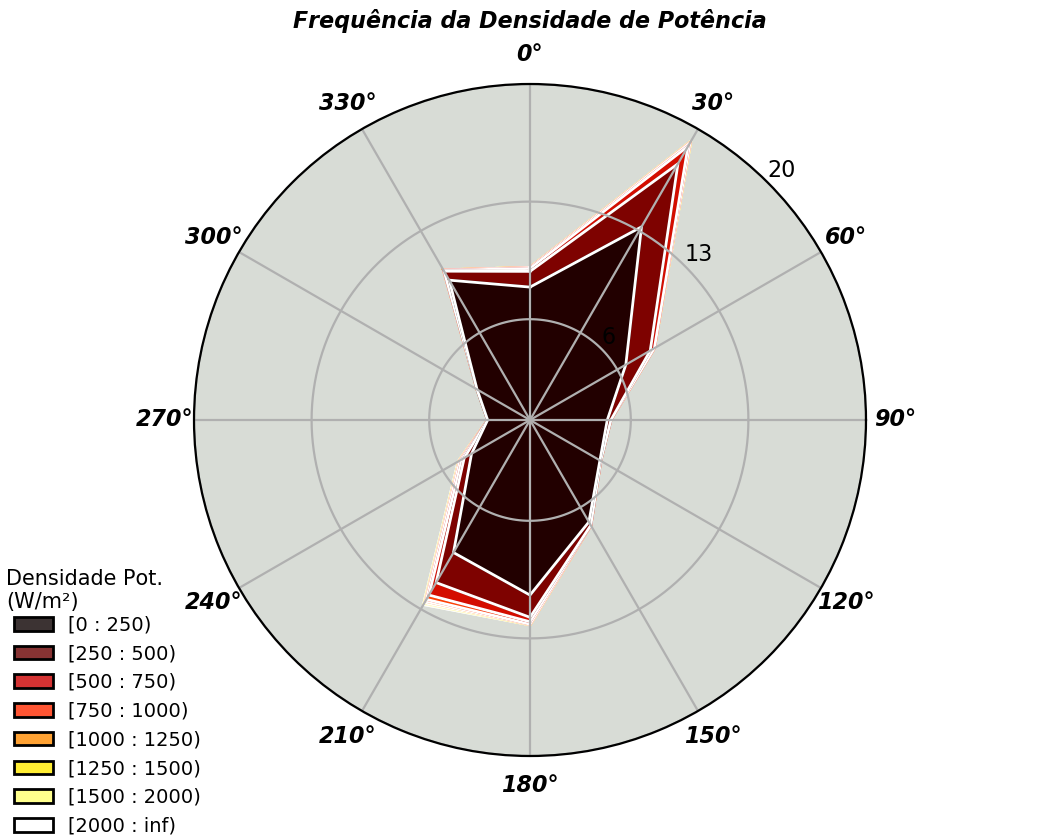 Frequência da Densidade de Potência
0°
330°
30°
20
300°
60°
13
6
270°
90°
Densidade Pot.
(W/m²)
240°
120°
[0 : 250)
[250 : 500)
[500 : 750)
[750 : 1000)
210°
150°
[1000 : 1250)
[1250 : 1500)
180°
[1500 : 2000)
[2000 : inf)